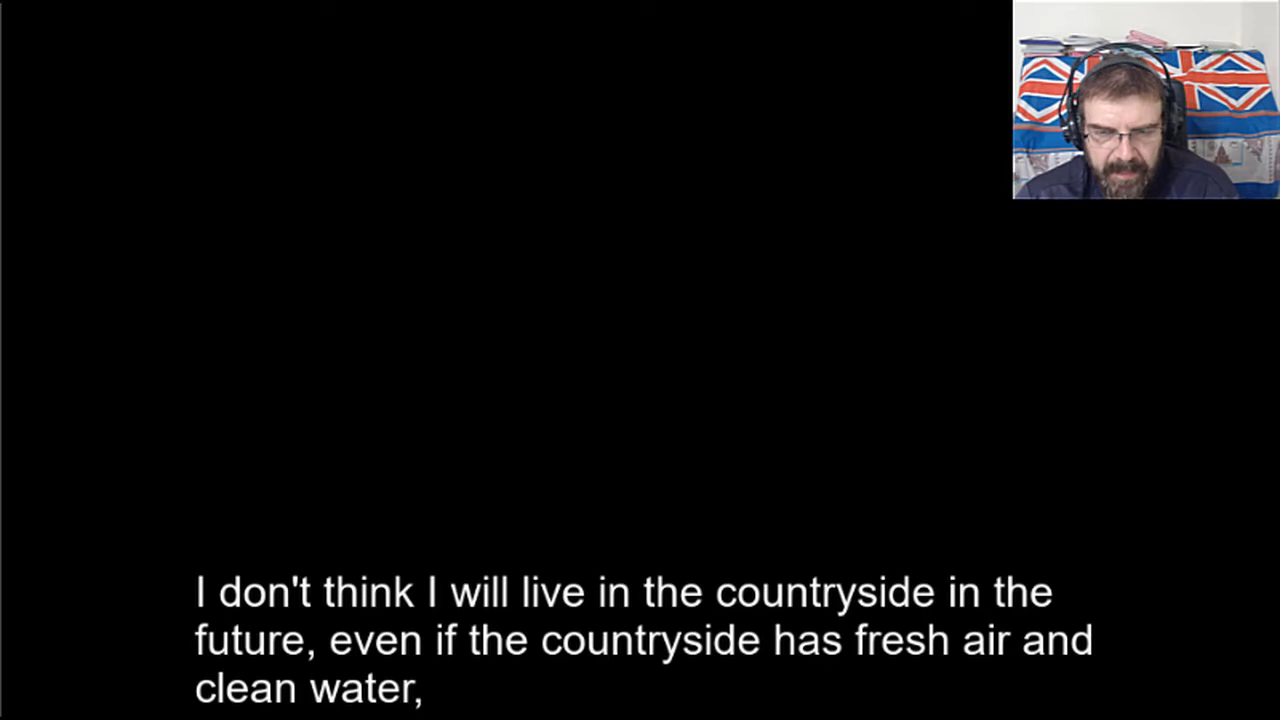 I don't think I will live in the countryside in the
future, even if the countryside has fresh air and
clean water,